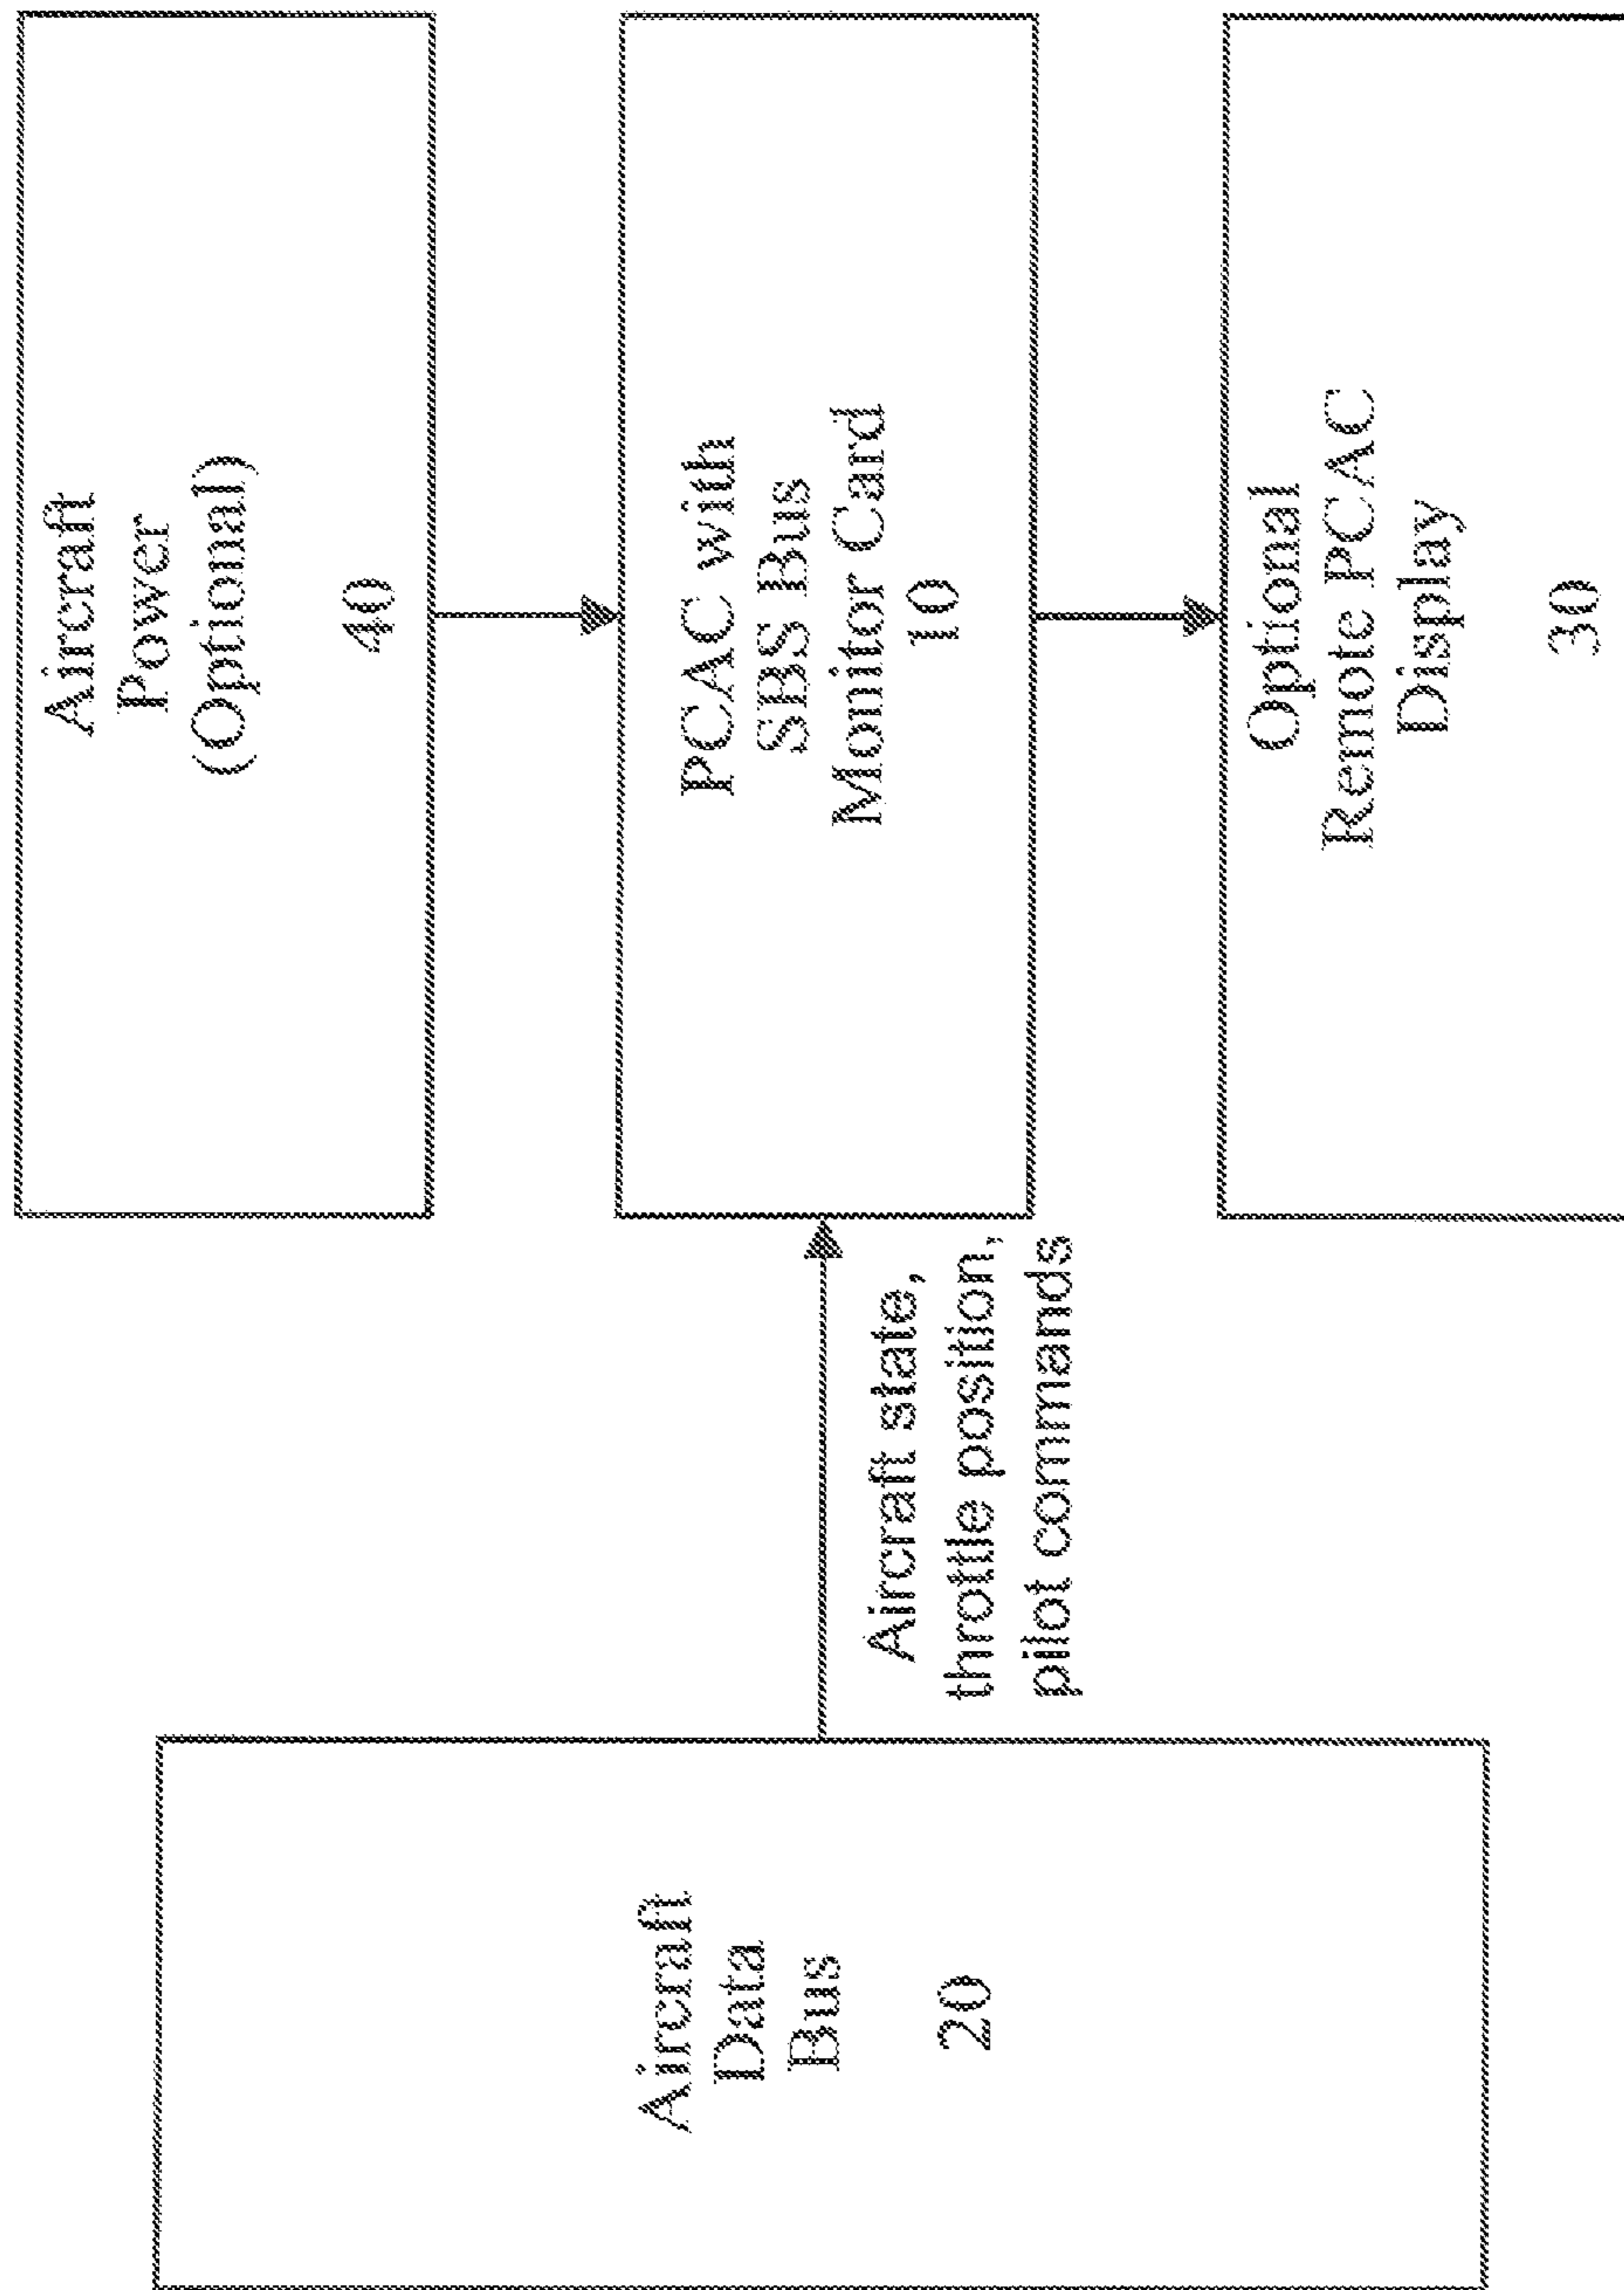 Aircraft
Power
(Optional)
40
PCAC with
SBS Bus
Monitor Card
10
Optional
Remote PCAC
Display
30
Aircraft state,
throttle position,
pilot commands
Aircraft
Data
Bus
20